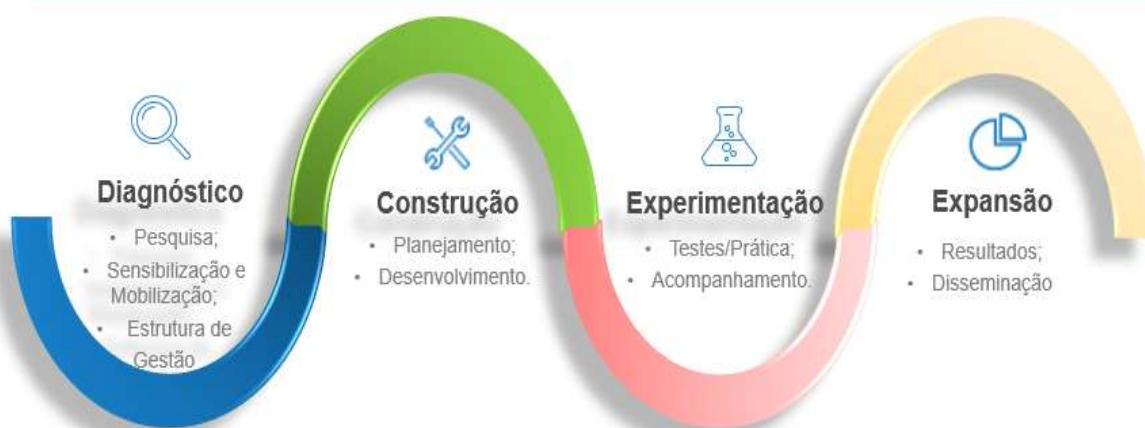 Diagnóstico
• Pesquisa;
• Sensibilização e
Mobilização;
• Estrutura de
Gestão
Construção
• Planejamento;
• Desenvolvimento.
Experimentação
• Testes/Prática;
• Acompanhamento.
Expansão
• Resultados;
• Disseminação